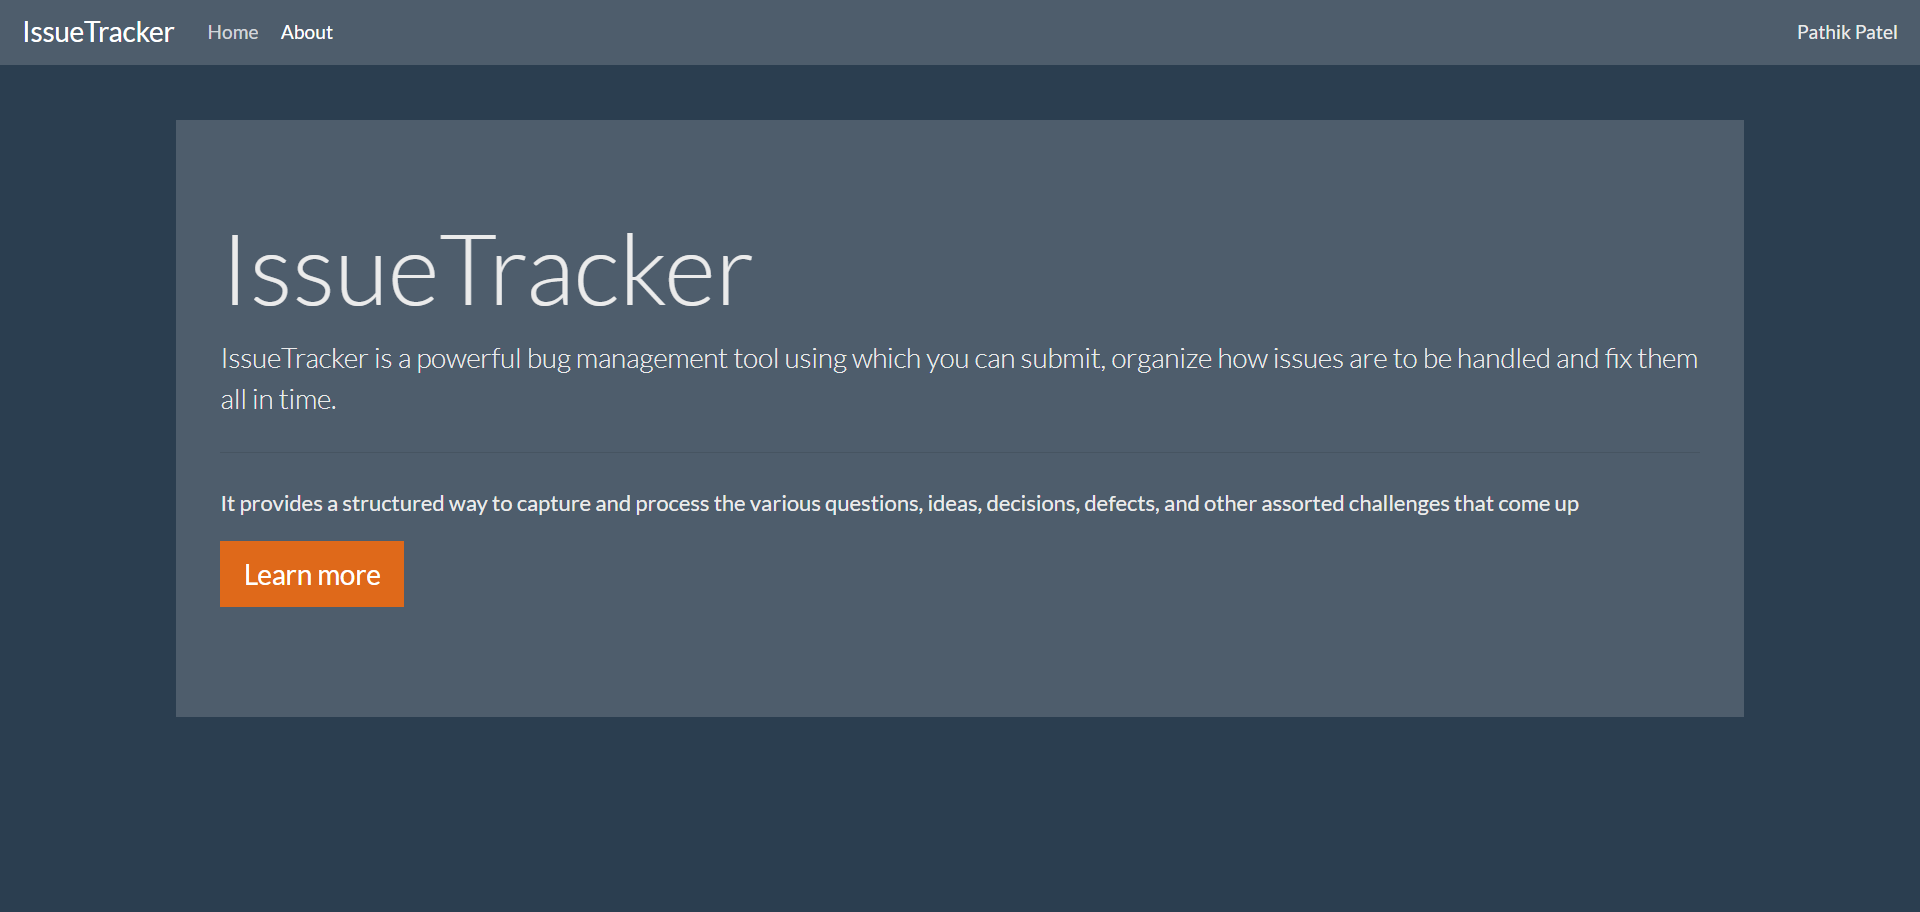 IssueTracker Home About Pathik Patel
IssueTracker
IssueTracker is a powerful bug management tool using which you can submit, organize how issues are to be handled and fix them
all in time.
It provides a structured way to capture and process the various questions, ideas, decisions, defects, and other assorted challenges that come up
Learn more